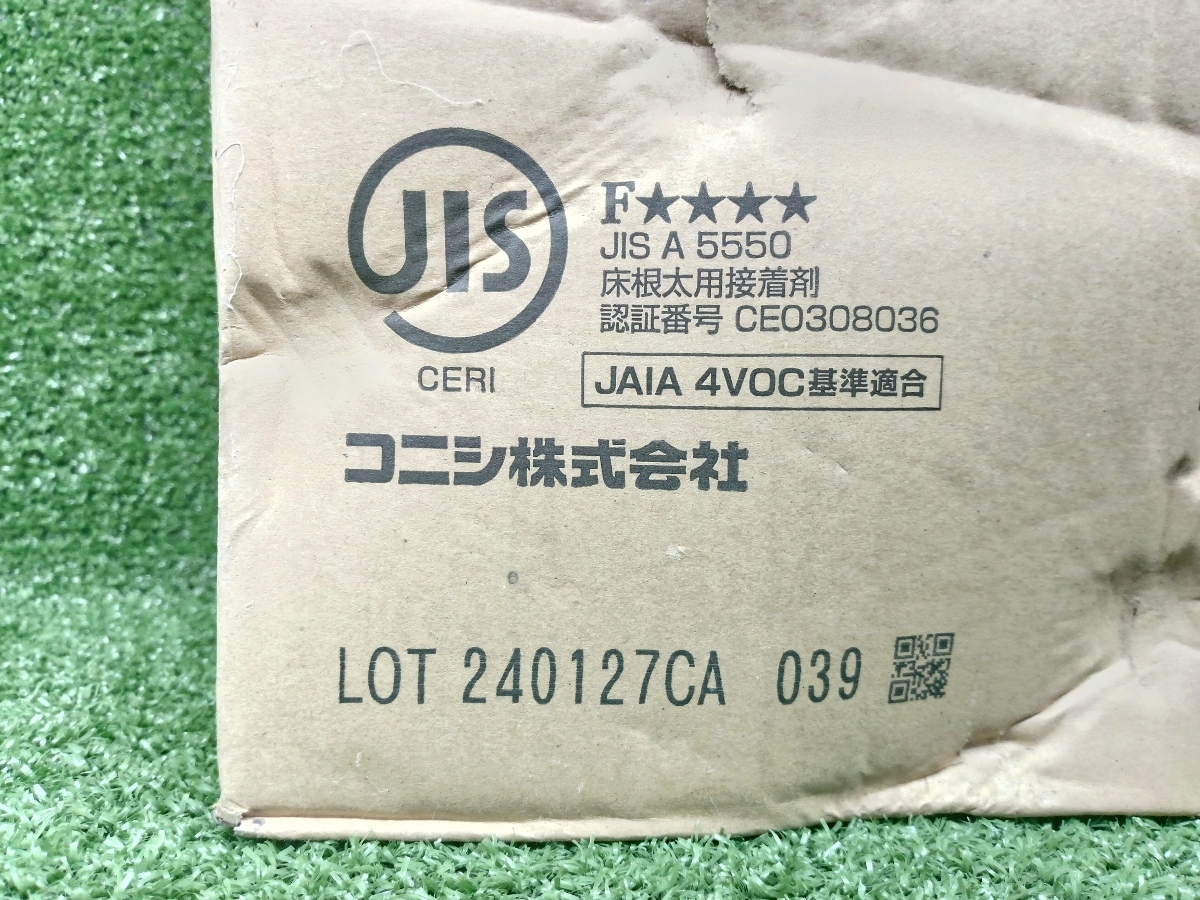 JIS
CERI
F★★★★
JIS A 5550
床根太用接着剤
認証番号 CE0308036
JAIA 4VOC基準適合
コニシ株式会社
LOT 240127CA 039